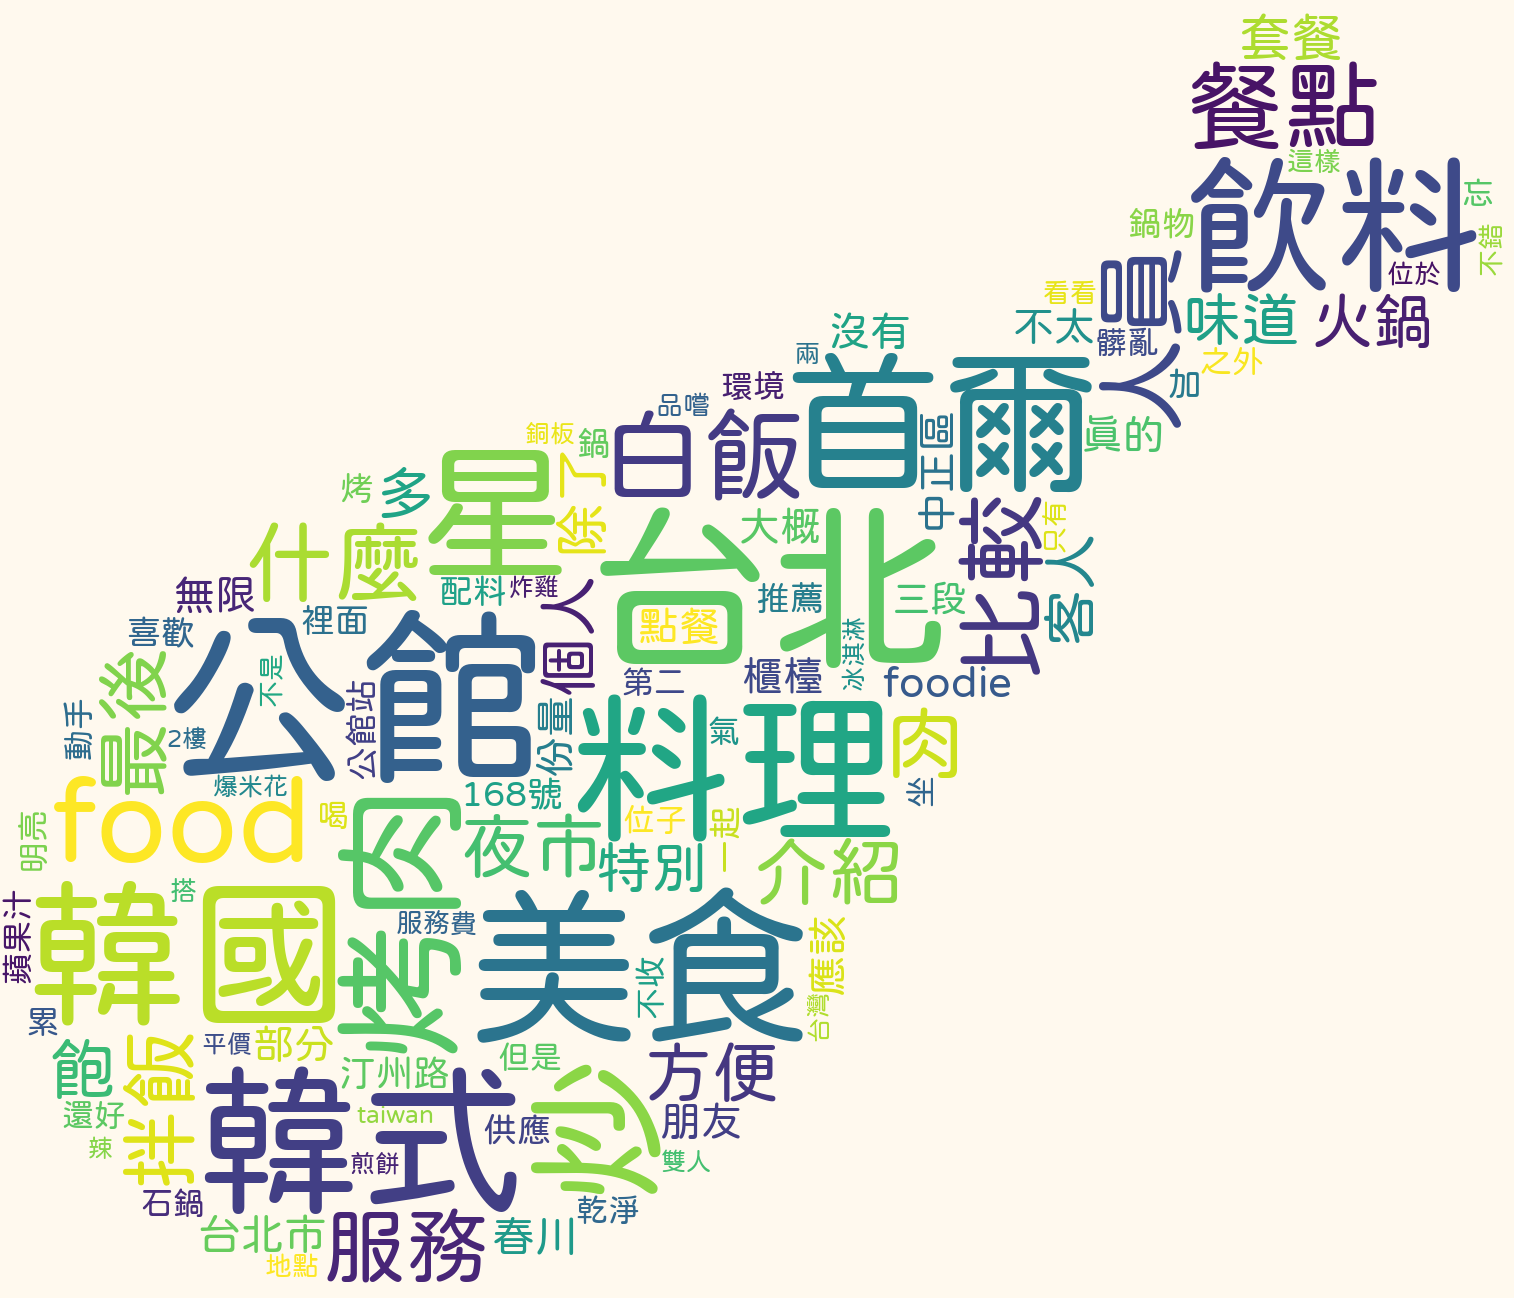 套餐
餐點
這樣
飲料
忘
不錯
鍋物
位於
員
看看
味道
火鍋
不太
髒亂
之外
沒有
兩
首爾
人
加
環境
品嚐
白飯
中正區
真的
銅板
鍋
除了
星
多
烤
什麼
台北
大概
比較
只有
客人
無限
配料
炸雞
個人
推薦
三段
點餐
喜歡
裡面
公館
不是
冰淇淋
櫃檯
foodie
第二
最後
動手
2樓
公館站
份量
料理
氣
肉
坐
爆米花
168號
food
喝
明亮
烤肉
夜市
位子
一起
特別
介紹
韓國
搭
蘋果汁
服務費
美食
不收
應該
台灣
累
平價
部分
飽
拌飯
汀州路
但是
方便
還好
韓式
taiwan
炒
供應
朋友
辣
煎餅
雙人
石鍋
乾淨
台北市
服務
春川
地點